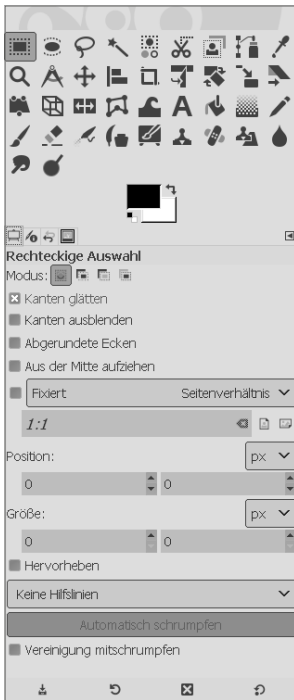 Rechteckige Auswahl
Modus:
Kanten glätten
Kanten ausblenden
Abgerundete Ecken
Aus der Mitte aufziehen
Fixiert Seitenverhältnis
1:1
Position: px
0 0
Größe: px
0 0
Hervorheben
Keine Hilfslinien
Automatisch schrumpfen
Vereinigung mitschrumpfen